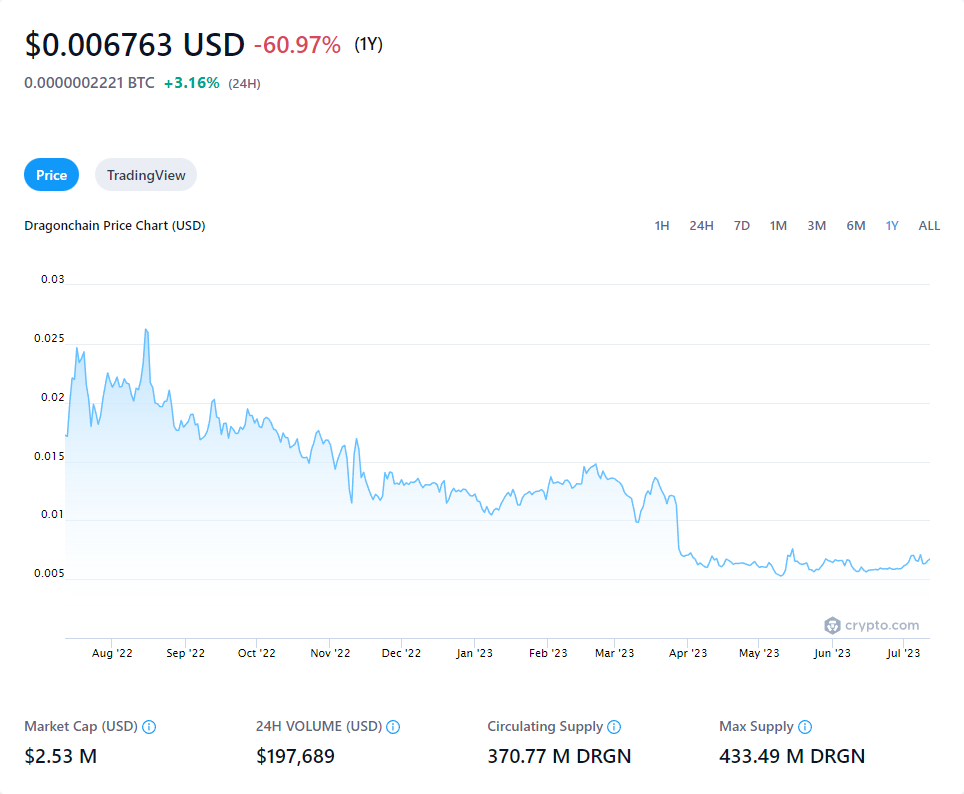 $0.006763 USD -60.97% (1Y)
0.0000002221 BTC +3.16% (24H)
Price TradingView
Dragonchain Price Chart (USD) 1H 24H 7D 1M 3M 6M 1Y ALL
0.03
0.025
0.02
0.015
0.01
0.005
crypto.com
Aug '22 Sep '22 Oct '22 Nov '22 Dec '22 Jan '23 Feb '23 Mar '23 Apr '23 May '23 Jun '23 Jul '23
Market Cap (USD) 24H VOLUME (USD) Circulating Supply Max Supply
$2.53 M $197,689 370.77 M DRGN 433.49 M DRGN